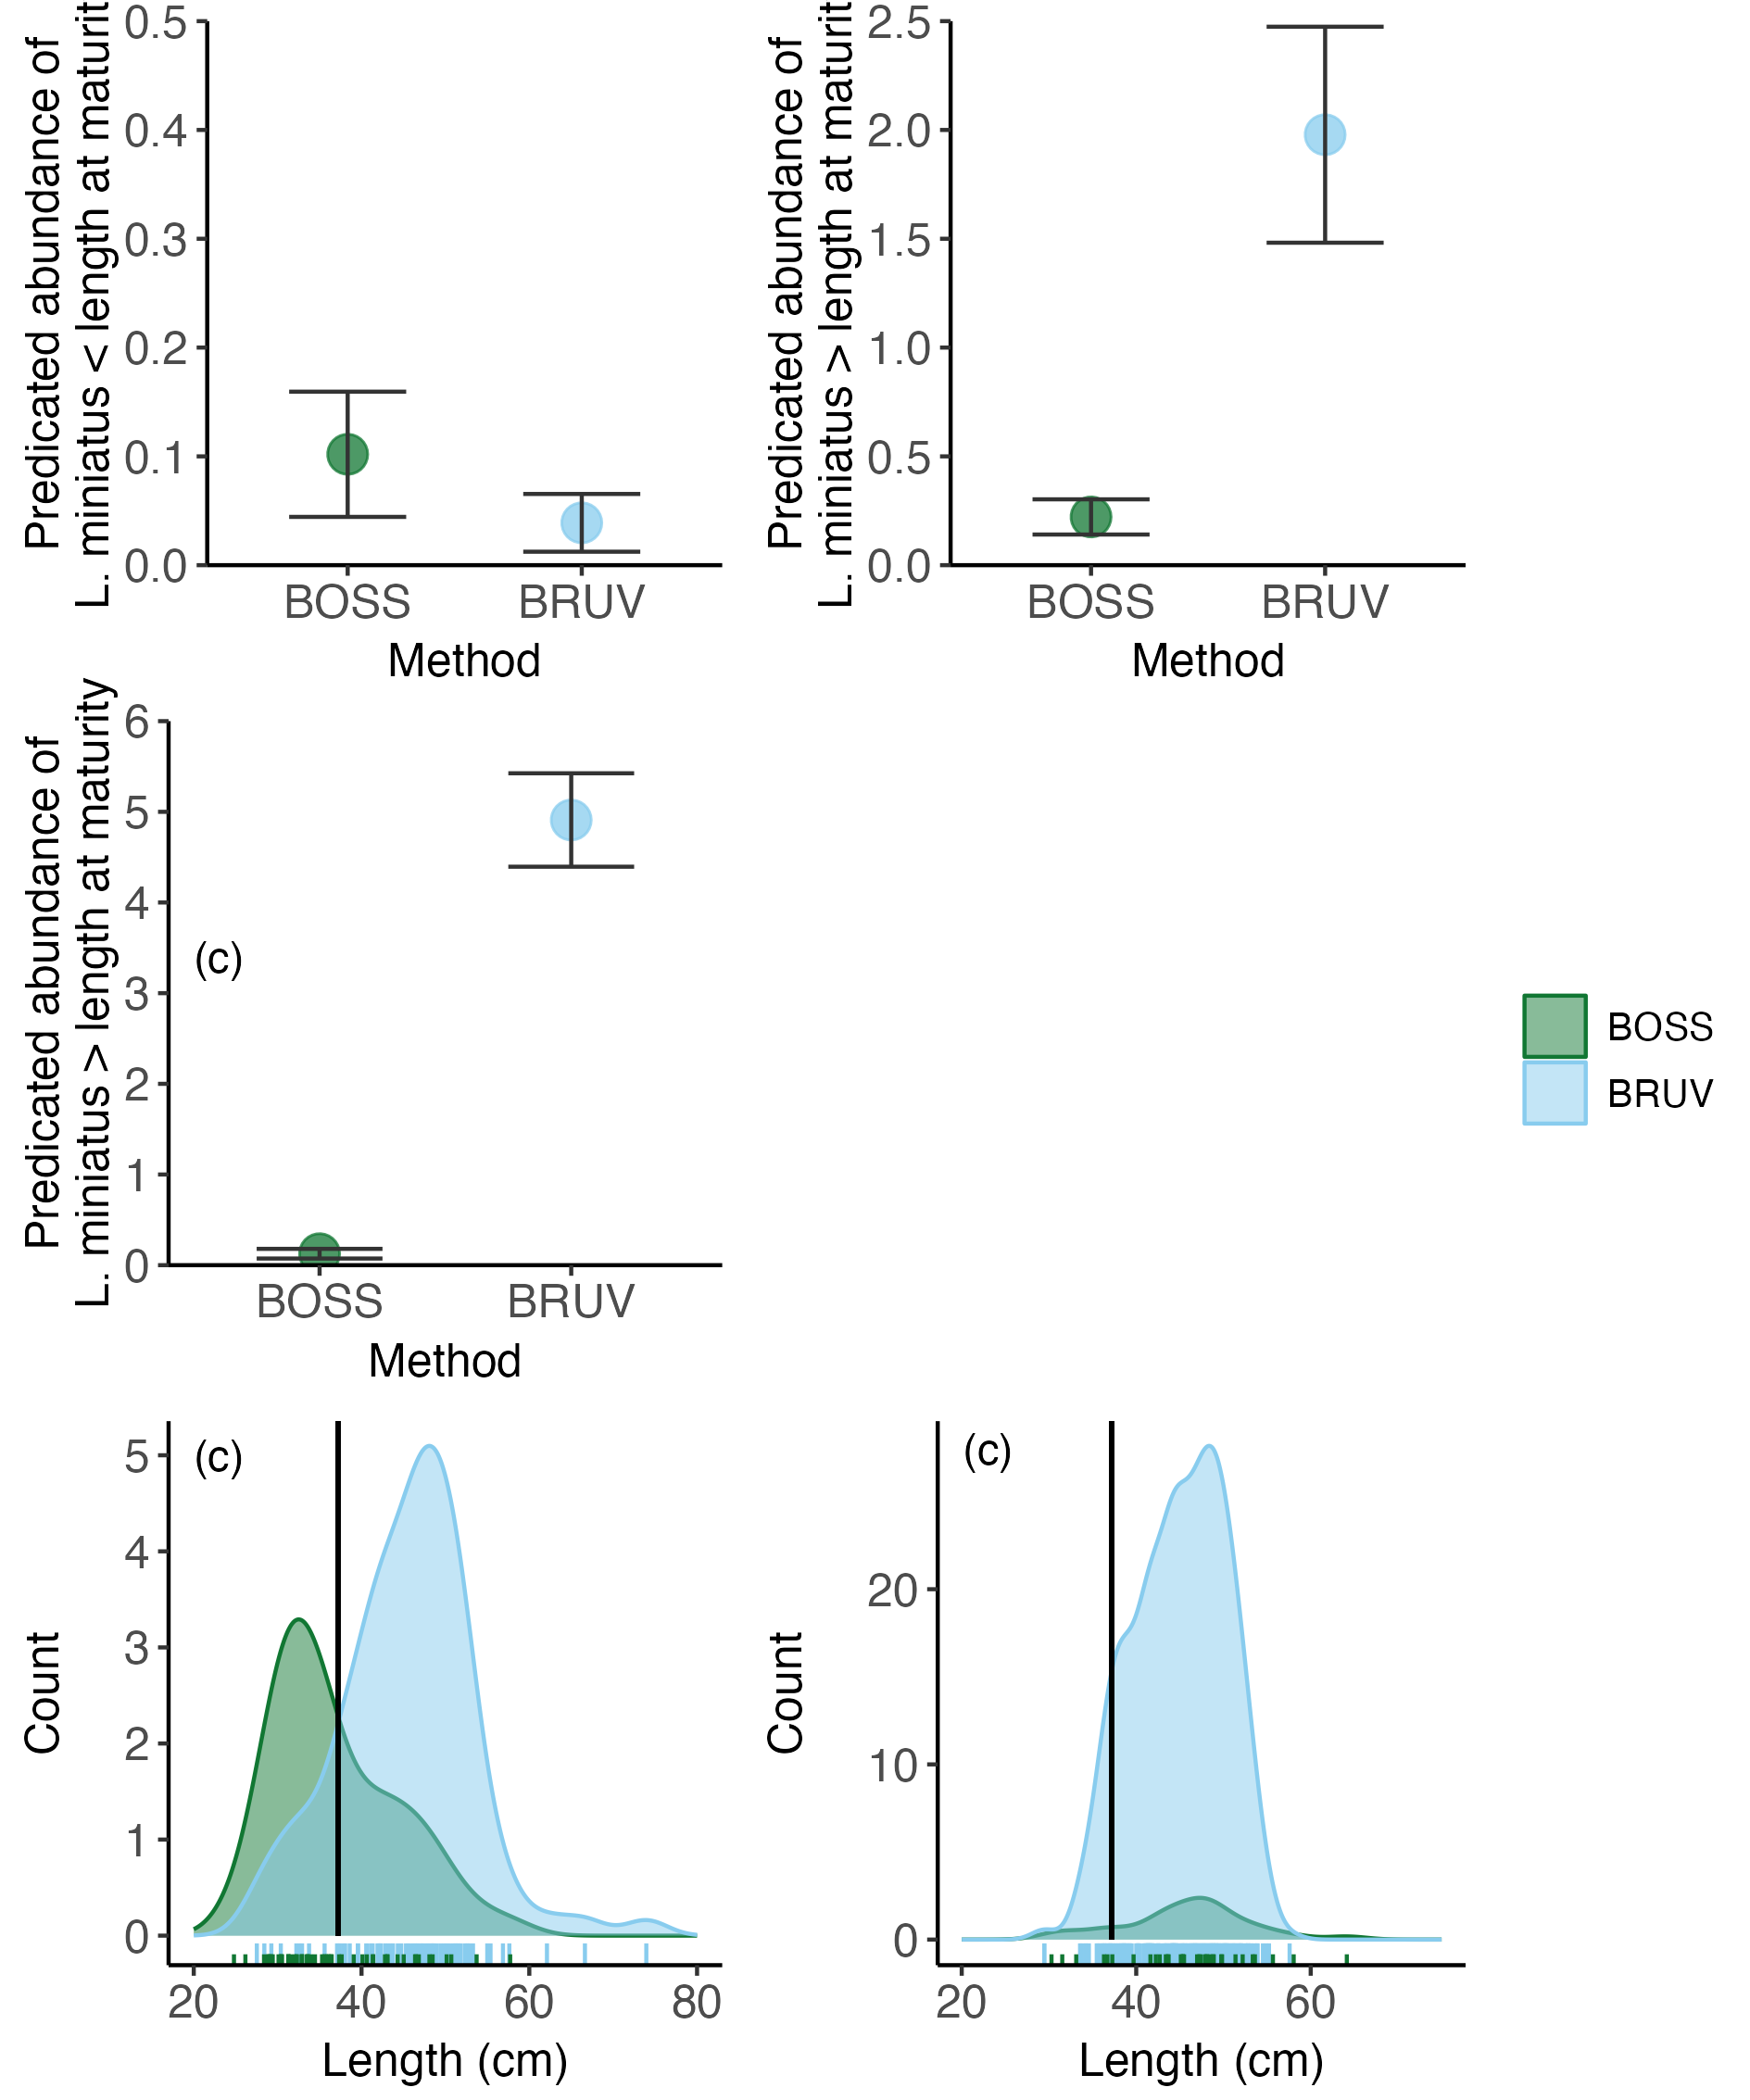 Predicated abundance of
L. miniatus < length at maturit
0.5
0.4
0.3
0.2
0.1
0.0
BOSS BRUV
Method
Predicated abundance of
L. miniatus > length at maturit
2.5
2.0
1.5
1.0
0.5
0.0
BOSS BRUV
Method
Predicated abundance of
L. miniatus > length at maturity
6
5
4
3
2
1
0
(c)
BOSS BRUV
Method
BOSS
BRUV
Count
5
4
3
2
1
0
(c)
20 40 60 80
Length (cm)
Count
20
10
0
(c)
20 40 60
Length (cm)